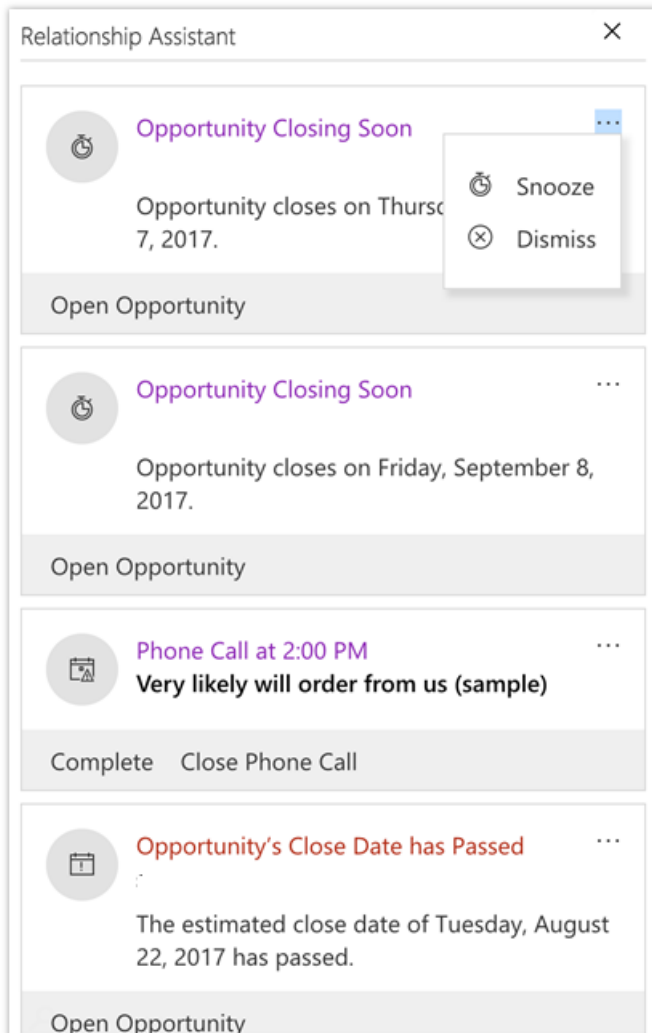 Relationship Assistant
Opportunity Closing Soon
Snooze
Dismiss
Opportunity closes on
7, 2017.
Open Opportunity
Opportunity Closing Soon
Opportunity closes on Friday, September 8,
2017.
Open Opportunity
Phone Call at 2:00 PM
Very likely will order from us (sample)
Complete Close Phone Call
Opportunity's Close Date has Passed
The estimated close date of Tuesday, August
22, 2017 has passed.
Open Opportunity